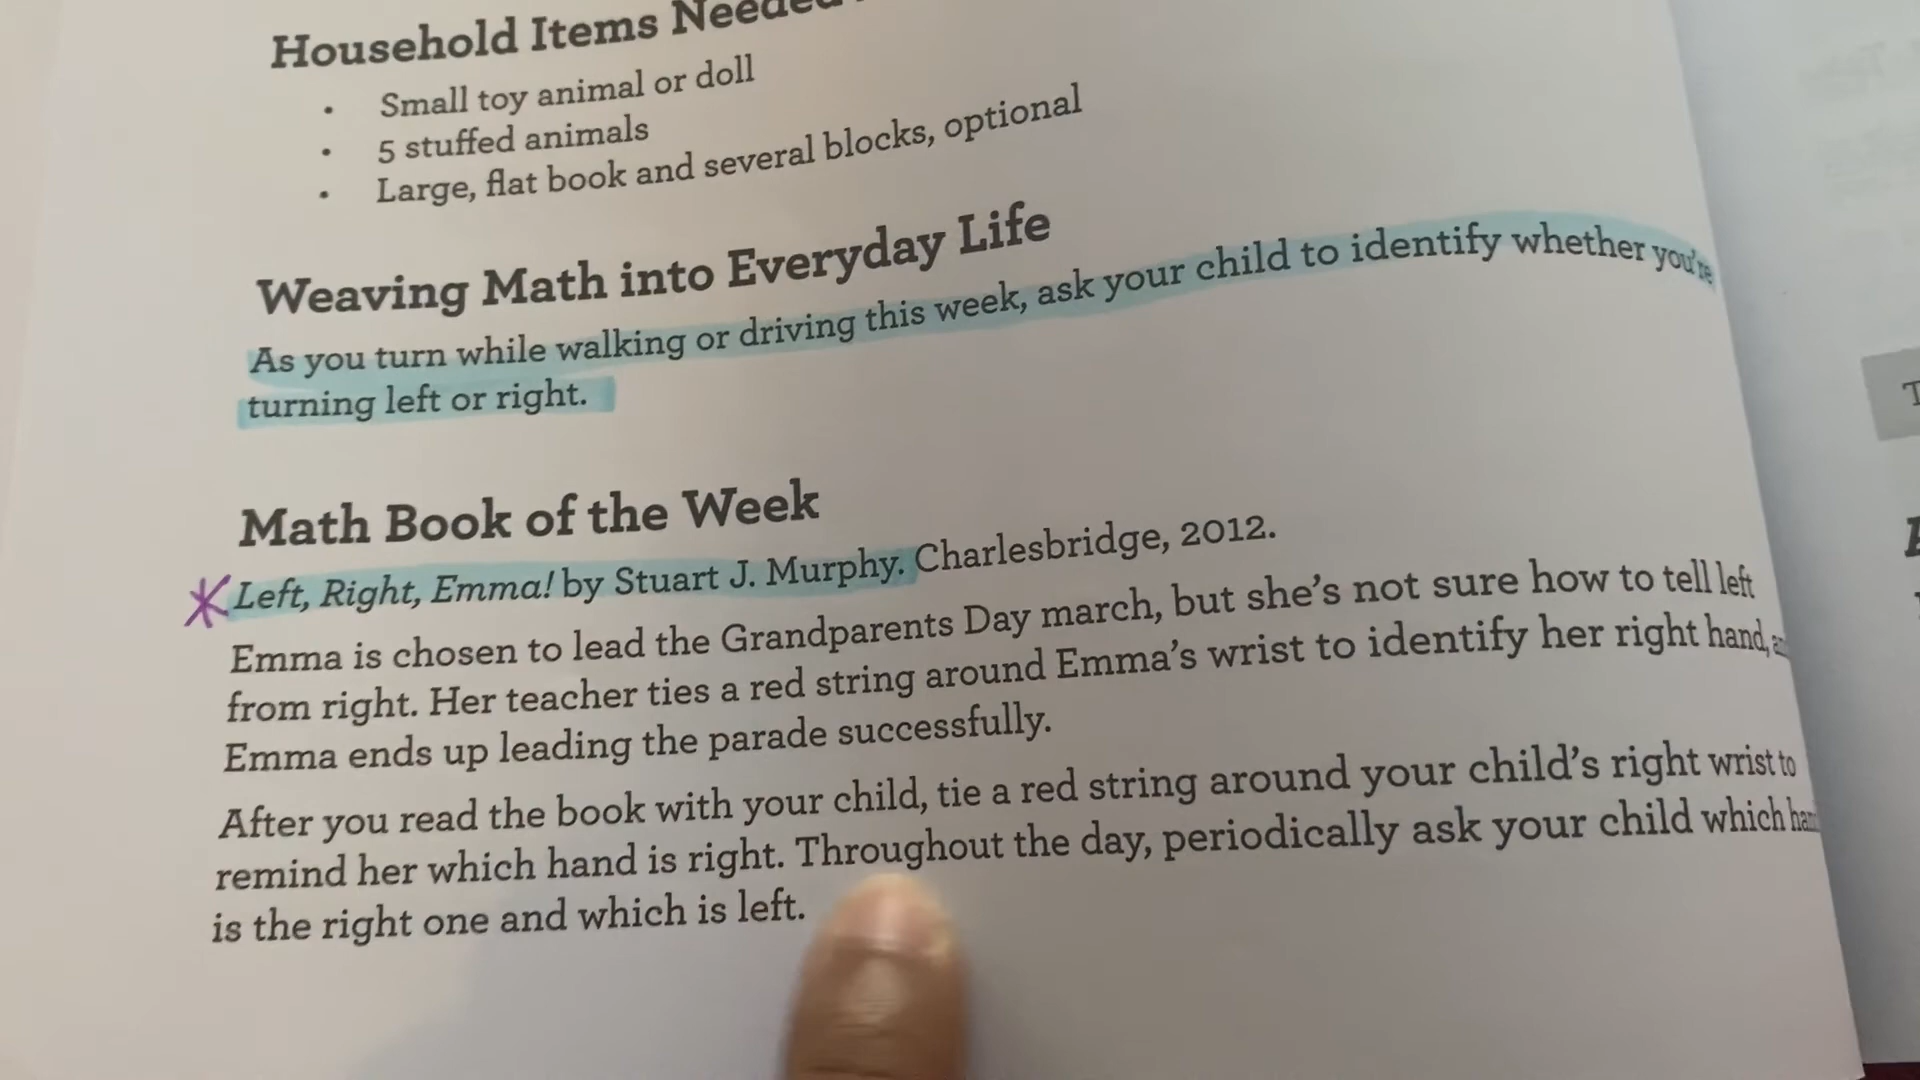 Household Items Needed
• Small toy animal or doll
• 5 stuffed animals
• Large, flat book and several blocks, optional
Weaving Math into Everyday Life
As you turn while walking or driving this week, ask your child to identify whether you're
turning left or right.
Math Book of the Week
Left, Right, Emma! by Stuart J. Murphy. Charlesbridge, 2012.
Emma is chosen to lead the Grandparents Day march, but she's not sure how to tell left
from right. Her teacher ties a red string around Emma's wrist to identify her right hand,
Emma ends up leading the parade successfully.
After you read the book with your child, tie a red string around your child's right wrist to
remind her which hand is right. Throughout the day, periodically ask your child which
is the right one and which is left.